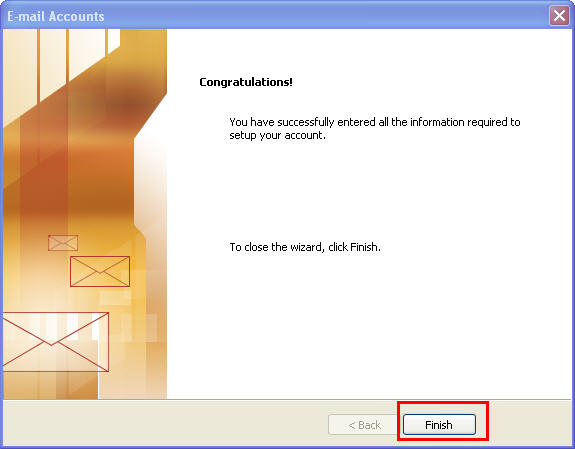 E-mail Accounts
Congratulations!
You have successfully entered all the information required to
setup your account.
To close the wizard, click Finish.
< Back
Finish